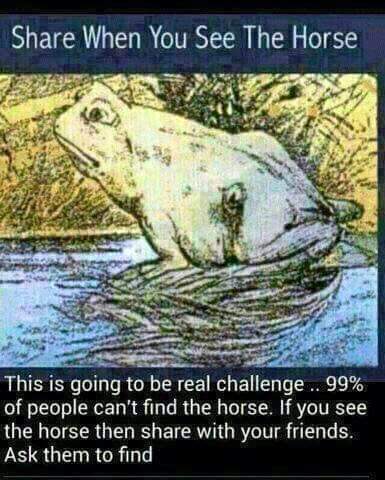 Share When You See The Horse
This is going to be real challenge .. 99%
of people can't find the horse. If you see
the horse then share with your friends.
Ask them to find